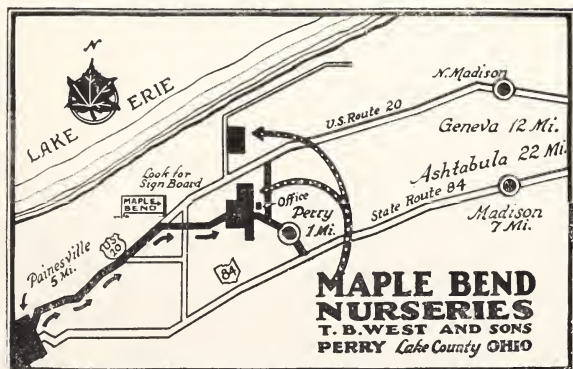 N
LAKE ERIE
N. Madison
U.S. Route 20
Geneva 12 Mi.
Ashtabula 22 Mi.
State Route 84
Madison
7 Mi.
Look for
Sign Board
MAPLE
BEND
Office
Perry
1 Mi.
US
20
Painesville
5 Mi.
84
MAPLE BEND
NURSERIES
T. B. WEST AND SONS
PERRY Lake County OHIO